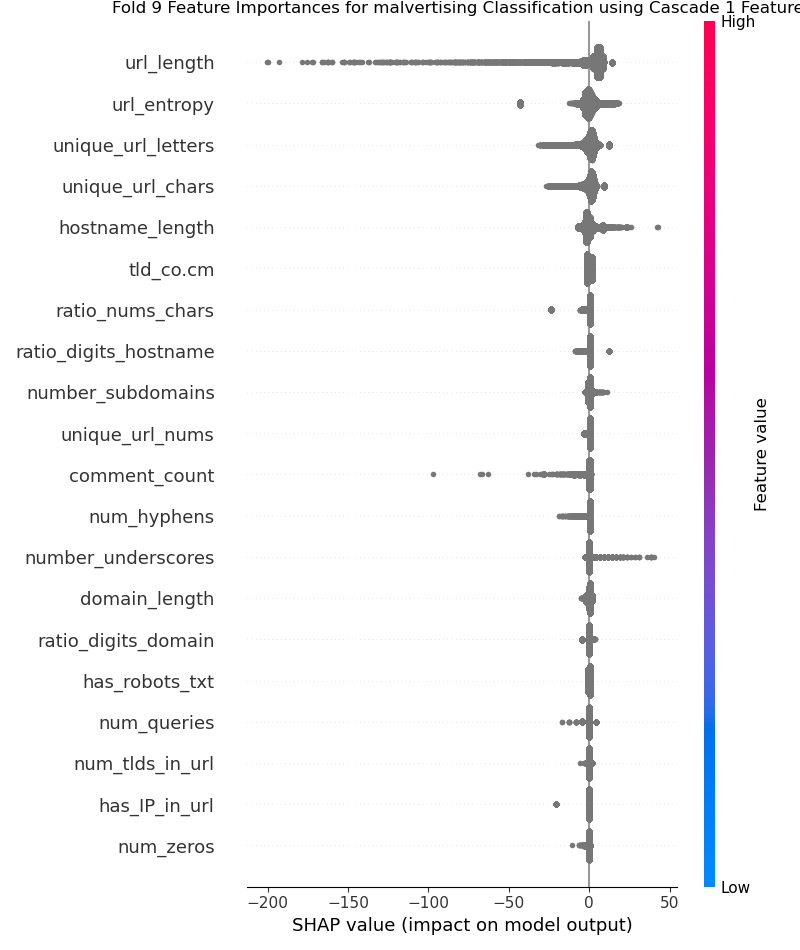 Fold 9 Feature Importances for malvertising Classification using Cascade 1 Feature
High
url_length
url_entropy
unique_url_letters
unique_url_chars
hostname_length
tld_co.cm
ratio_nums_chars
ratio_digits_hostname
number_subdomains
unique_url_nums
comment_count
num_hyphens
number_underscores
domain_length
ratio_digits_domain
has_robots_txt
num_queries
num_tlds_in_url
has_IP_in_url
num_zeros
Feature value
Low
−200 −150 −100 −50 0 50
SHAP value (impact on model output)